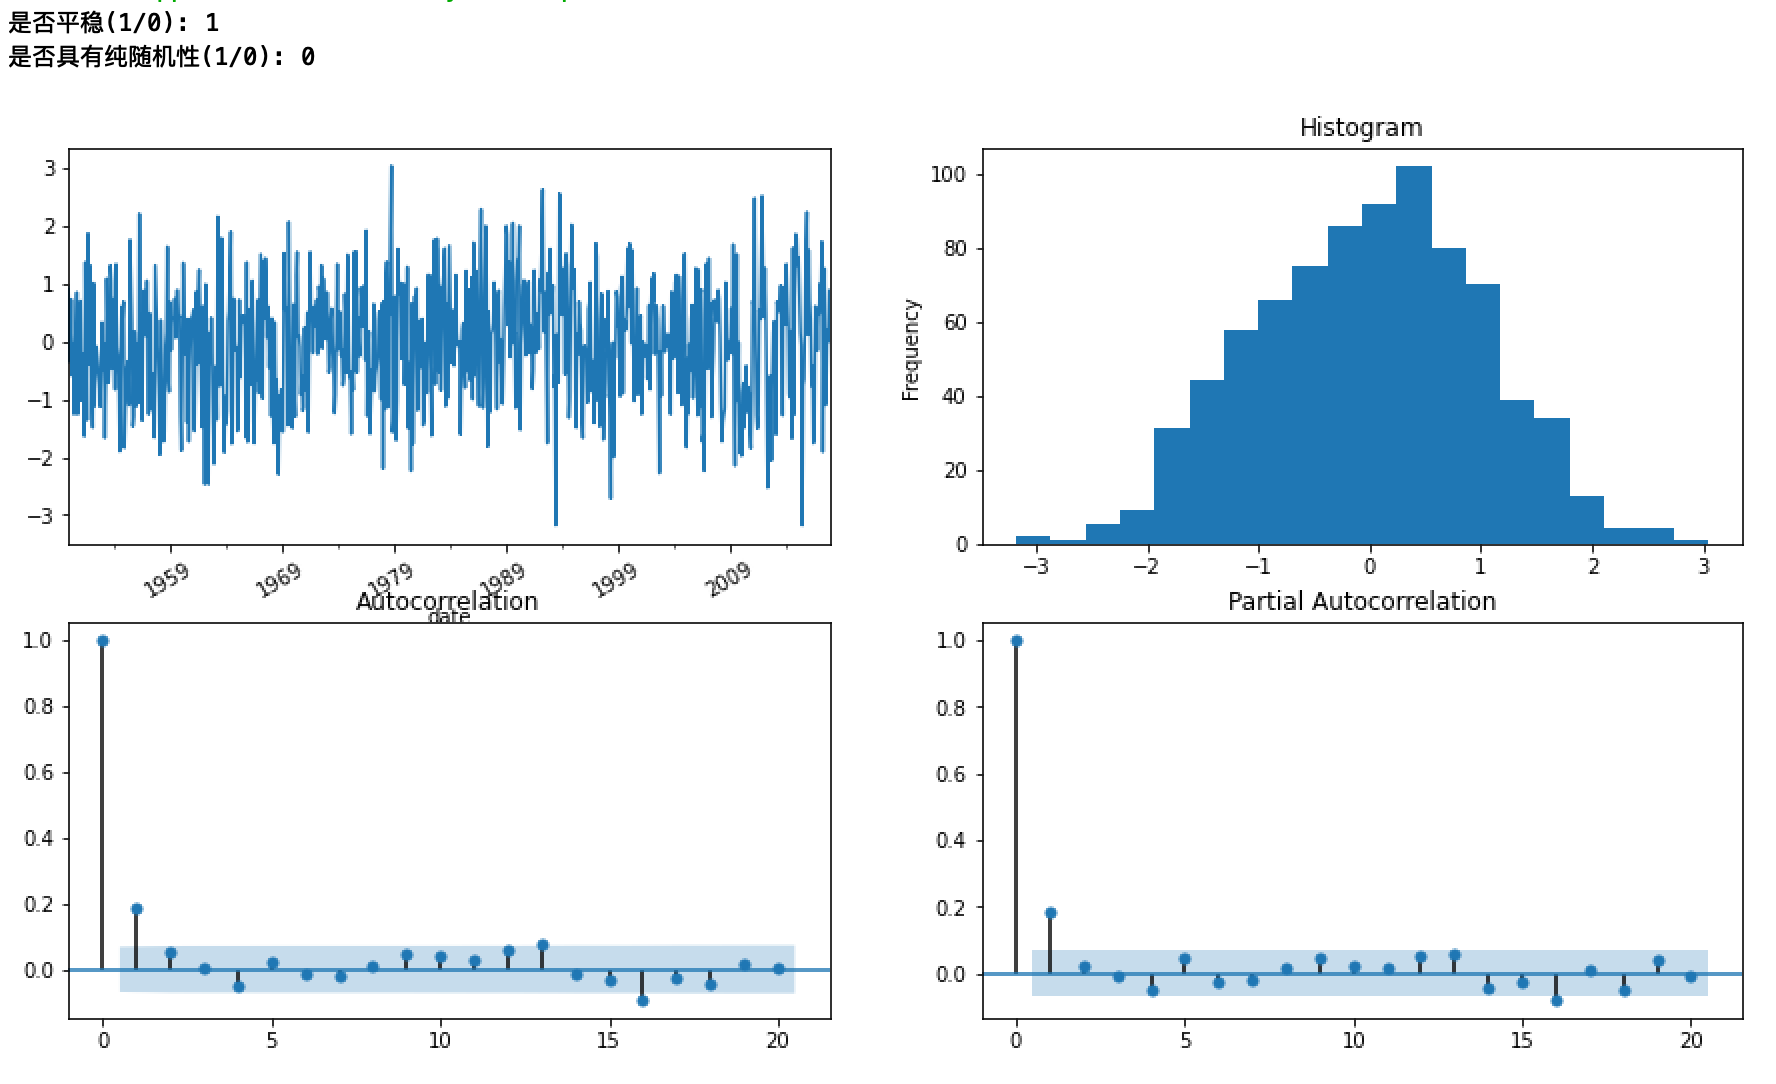 是否平稳(1/0): 1
是否具有纯随机性(1/0): 0
3
2
1
0
−1
−2
−3
1959 1969 1979 1989 1999 2009
date
Histogram
Frequency
100
80
60
40
20
0
−3 −2 −1 0 1 2 3
Autocorrelation
1.0
0.8
0.6
0.4
0.2
0.0
0 5 10 15 20
Partial Autocorrelation
1.0
0.8
0.6
0.4
0.2
0.0
0 5 10 15 20